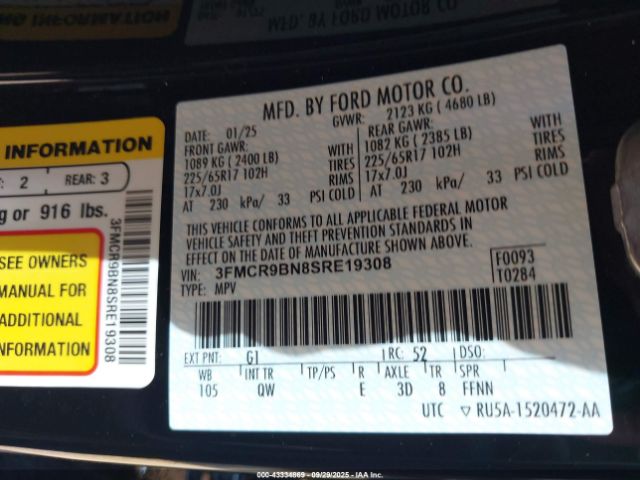 INFORMATION
: 2 REAR: 3
g or 916 lbs.
SEE OWNERS
MANUAL FOR
ADDITIONAL
INFORMATION
3FMCR9BN8SRE19308
MFD. BY FORD MOTOR CO.
DATE: 01/25 GVWR: 2123 KG ( 4680 LB)
FRONT GAWR: WITH REAR GAWR: WITH
1089 KG ( 2400 LB) TIRES 1082 KG ( 2385 LB) TIRES
225/65R17 102H RIMS 225/65R17 102H RIMS
17x7.0J 17x7.0J
AT 230 kPa/ 33 PSI COLD AT 230 kPa/ 33 PSI COLD
THIS VEHICLE CONFORMS TO ALL APPLICABLE FEDERAL MOTOR
VEHICLE SAFETY AND THEFT PREVENTION STANDARDS IN EFFECT
ON THE DATE OF MANUFACTURE SHOWN ABOVE.
VIN: 3FMCR9BN8SRE19308 F0093
TYPE: MPV T0284
EXT PNT: G1 RC: 52 DSO:
WB INT TR TP/PS R AXLE TR SPR
105 QW E 3D 8 FFNN
UTC ▽ RU5A-1520472-AA
000-43334869 (09/29/2025) IAA Inc.